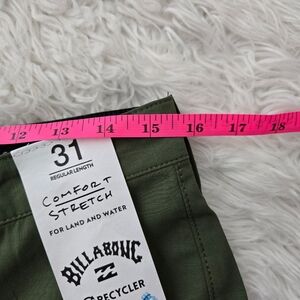 12 13 14 15 16 17 18
31
REGULAR LENGTH
COMFORT
STRETCH
FOR LAND AND WATER
BILLABONG
RECYCLER